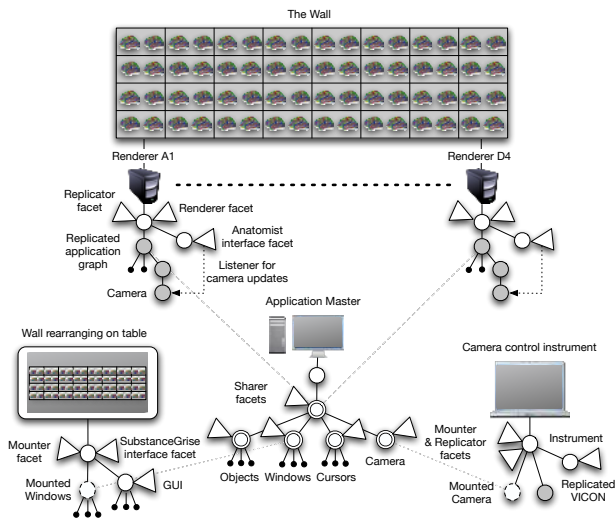 The Wall
Renderer A1
Renderer D4
Replicator
facet
Renderer facet
Anatomist
interface facet
Replicated
application
graph
Listener for
camera updates
Camera
Application Master
Wall rearranging on table
Camera control instrument
Sharer
facets
Mounter
facet
SubstanceGrise
interface facet
Mounter
& Replicator
facets
Instrument
Camera
Objects
Windows
Cursors
Mounted
Windows
GUI
Mounted
Camera
Replicated
VICON